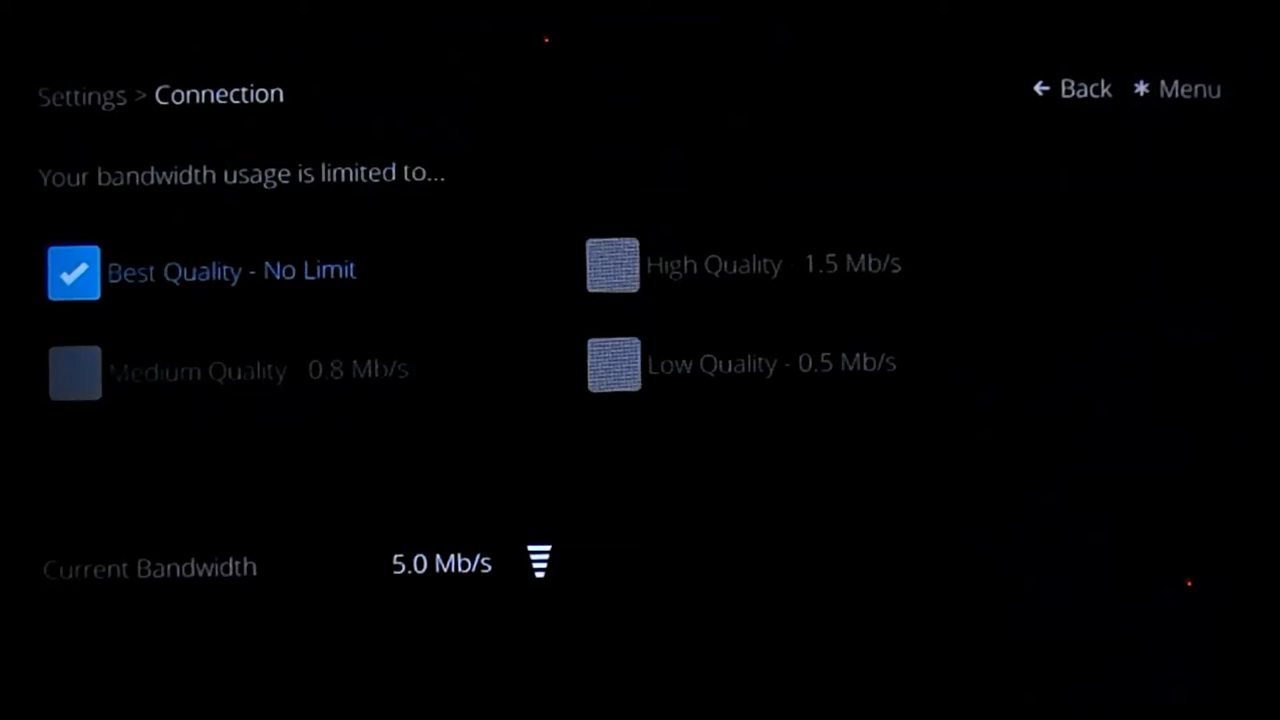 Settings > Connection
← Back * Menu
Your bandwidth usage is limited to...
Best Quality - No Limit
High Quality - 1.5 Mb/s
Medium Quality - 0.8 Mb/s
Low Quality - 0.5 Mb/s
Current Bandwidth 5.0 Mb/s